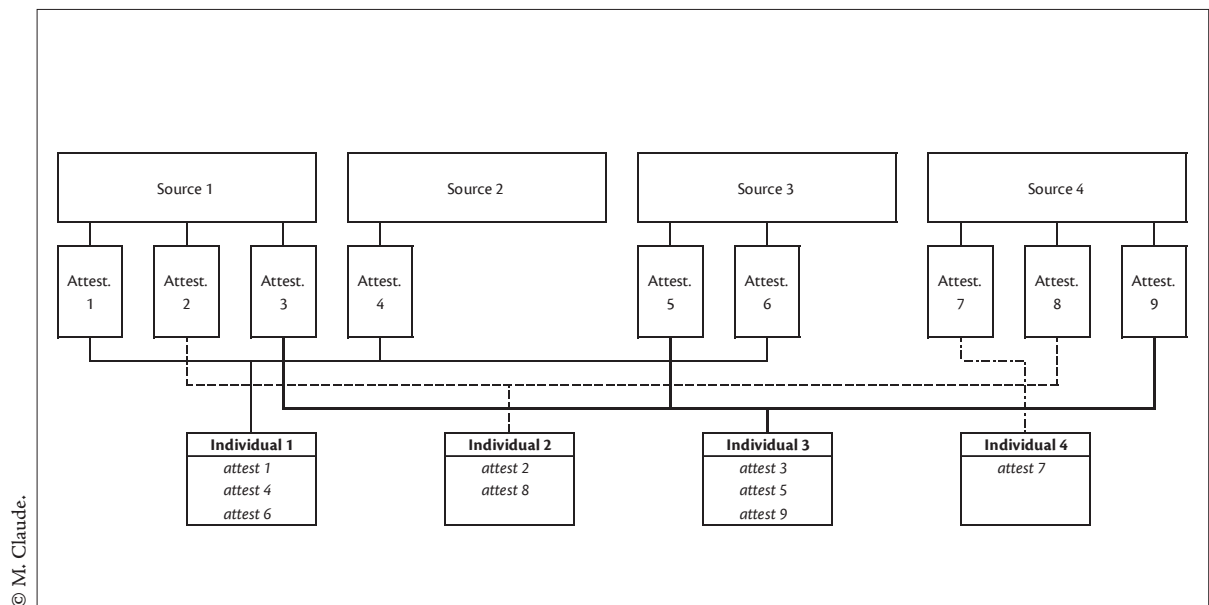 Source 1
Source 2
Source 3
Source 4
Attest.
1
Attest.
2
Attest.
3
Attest.
4
Attest.
5
Attest.
6
Attest.
7
Attest.
8
Attest.
9
Individual 1
attest 1
attest 4
attest 6
Individual 2
attest 2
attest 8
Individual 3
attest 3
attest 5
attest 9
Individual 4
attest 7
© M. Claude.